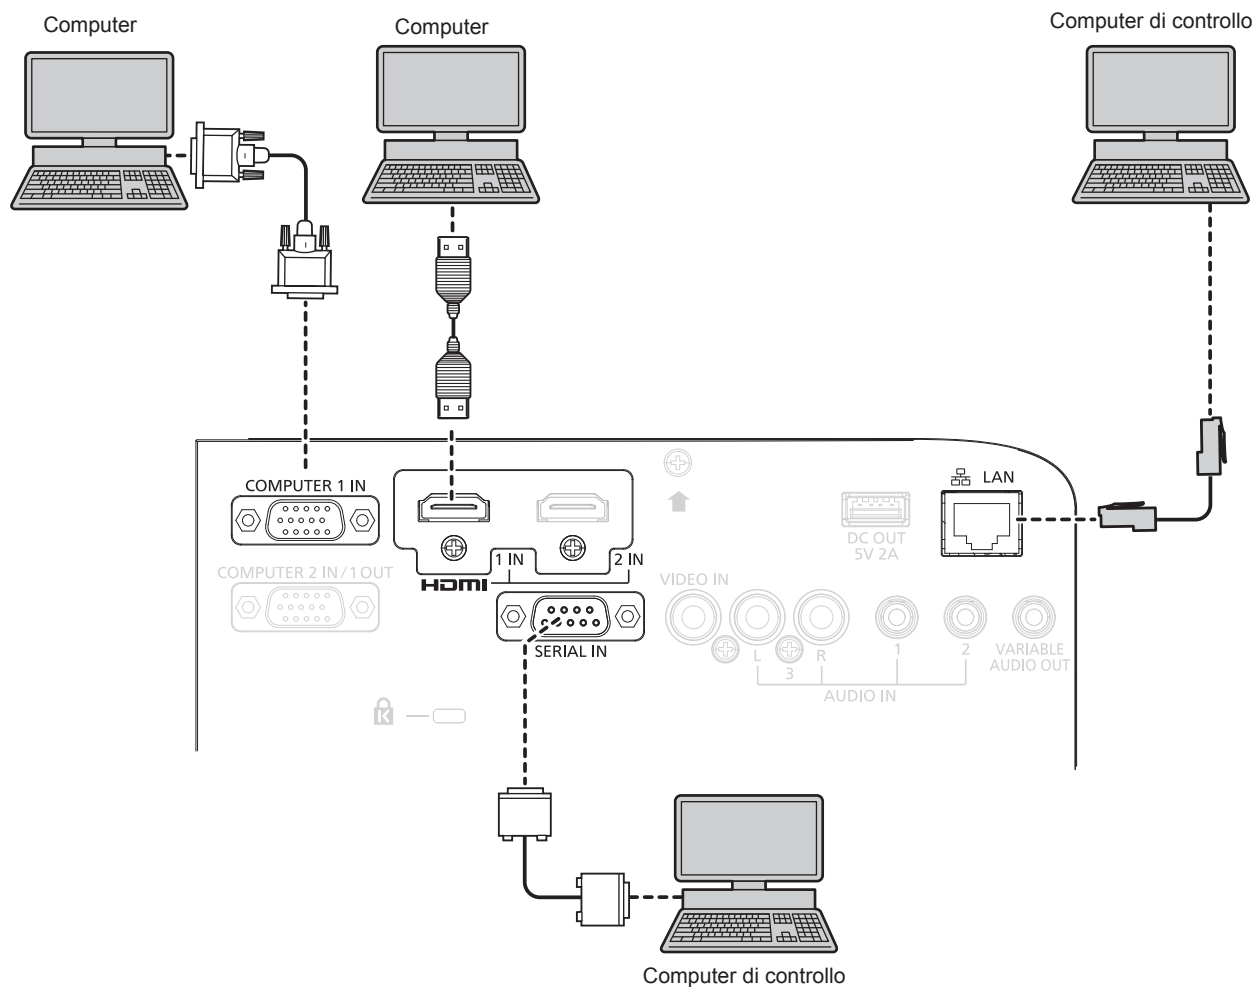 Computer
Computer
Computer di controllo
COMPUTER 1 IN
LAN
DC OUT
5V 2A
COMPUTER 2 IN / 1 OUT
HDMI
1 IN
2 IN
VIDEO IN
SERIAL IN
L
R
1
2
VARIABLE
AUDIO OUT
3
AUDIO IN
K
Computer di controllo